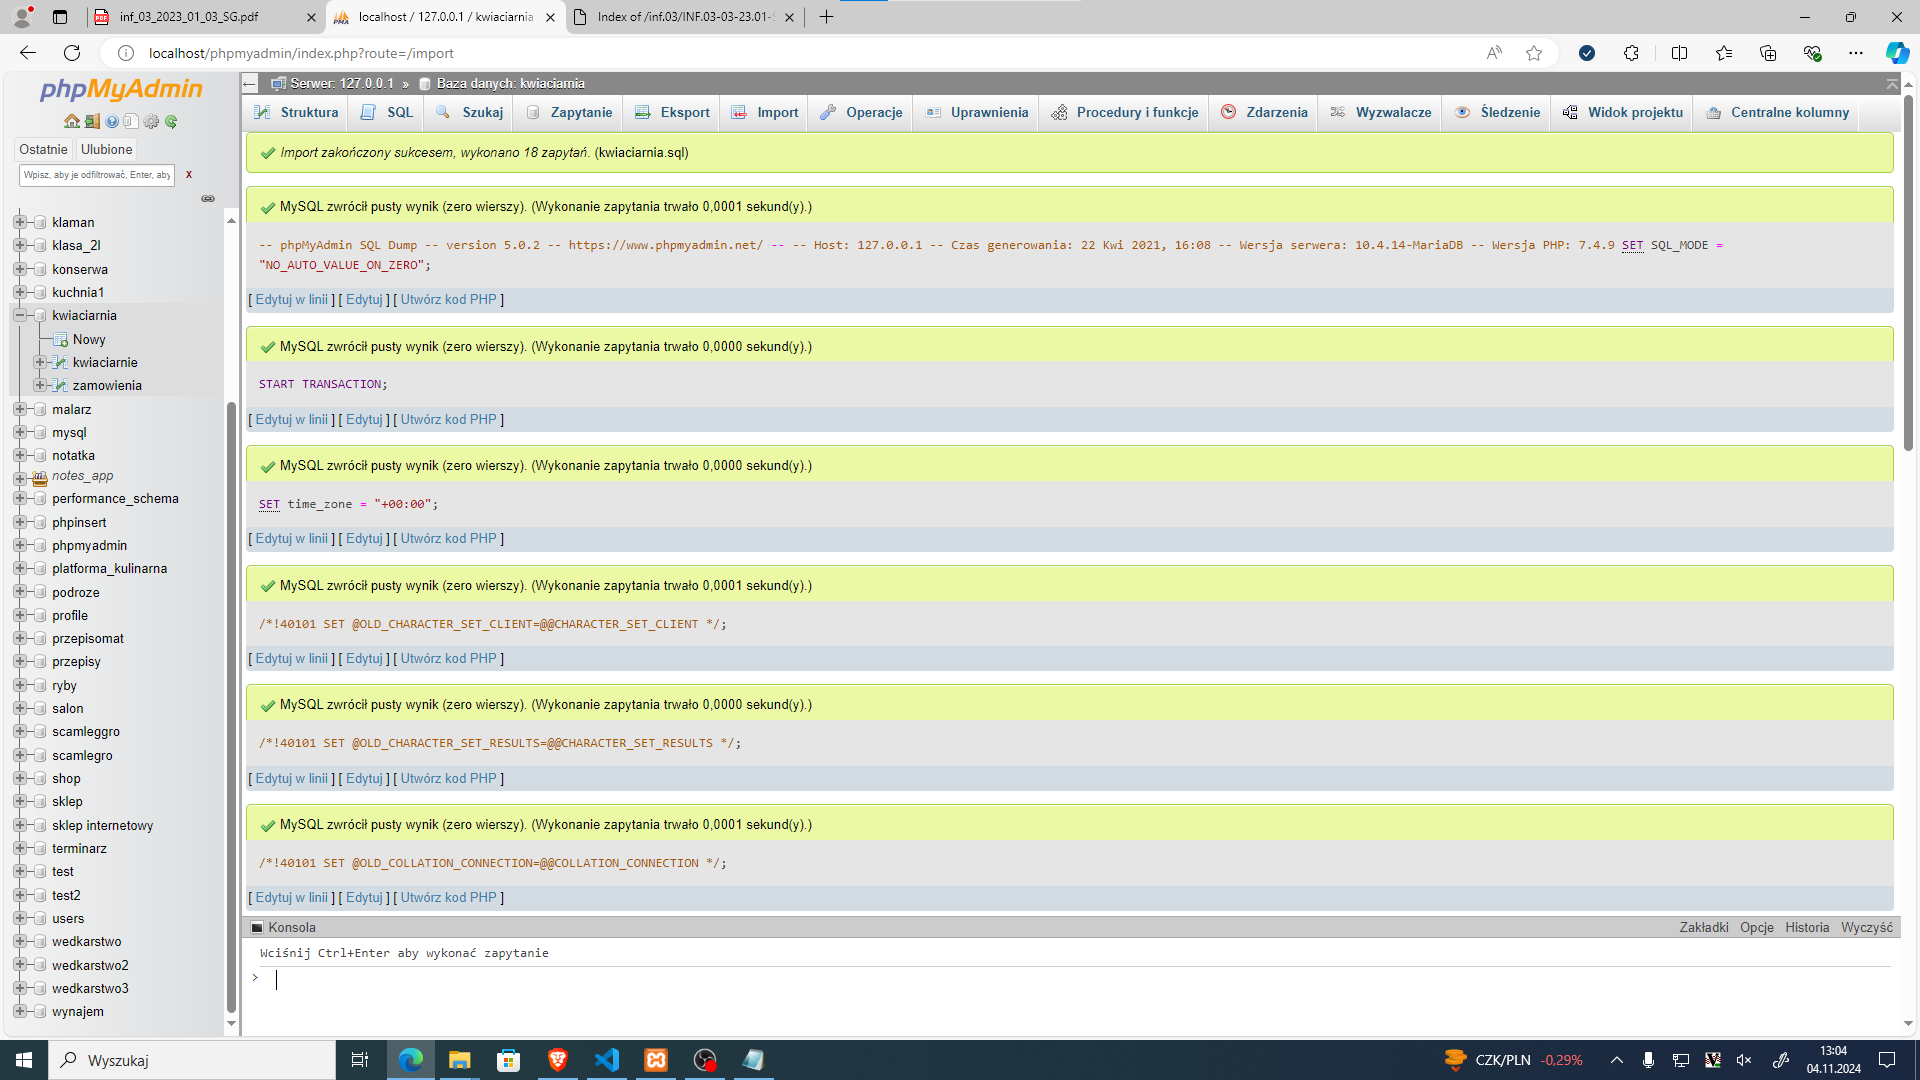 inf_03_2023_01_03_SG.pdf
localhost / 127.0.0.1 / kwiaciarnia
Index of /inf.03/INF.03-03-23.01-S
localhost/phpmyadmin/index.php?route=/import
phpMyAdmin
Ostatnie
Ulubione
Wpisz, aby je odfiltrować, Enter, aby
x
klaman
klasa_2l
konserwa
kuchnia1
kwiaciarnia
Nowy
kwiaciarnie
zamowienia
malarz
mysql
notatka
notes_app
performance_schema
phpinsert
phpmyadmin
platforma_kulinarna
podroze
profile
przepisomat
przepisy
ryby
salon
scamleggro
scamlegro
shop
sklep
sklep internetowy
terminarz
test
test2
users
wedkarstwo
wedkarstwo2
wedkarstwo3
wynajem
Serwer: 127.0.0.1 » Baza danych: kwiaciarnia
Struktura SQL Szukaj Zapytanie Eksport Import Operacje Uprawnienia Procedury i funkcje Zdarzenia Wyzwalacze Śledzenie Widok projektu Centralne kolumny
Import zakończony sukcesem, wykonano 18 zapytań. (kwiaciarnia.sql)
MySQL zwrócił pusty wynik (zero wierszy). (Wykonanie zapytania trwało 0,0001 sekund(y).)
-- phpMyAdmin SQL Dump -- version 5.0.2 -- https://www.phpmyadmin.net/ -- -- Host: 127.0.0.1 -- Czas generowania: 22 Kwi 2021, 16:08 -- Wersja serwera: 10.4.14-MariaDB -- Wersja PHP: 7.4.9 SET SQL_MODE =
"NO_AUTO_VALUE_ON_ZERO";
[ Edytuj w linii ] [ Edytuj ] [ Utwórz kod PHP ]
MySQL zwrócił pusty wynik (zero wierszy). (Wykonanie zapytania trwało 0,0000 sekund(y).)
START TRANSACTION;
[ Edytuj w linii ] [ Edytuj ] [ Utwórz kod PHP ]
MySQL zwrócił pusty wynik (zero wierszy). (Wykonanie zapytania trwało 0,0000 sekund(y).)
SET time_zone = "+00:00";
[ Edytuj w linii ] [ Edytuj ] [ Utwórz kod PHP ]
MySQL zwrócił pusty wynik (zero wierszy). (Wykonanie zapytania trwało 0,0001 sekund(y).)
/*!40101 SET @OLD_CHARACTER_SET_CLIENT=@@CHARACTER_SET_CLIENT */;
[ Edytuj w linii ] [ Edytuj ] [ Utwórz kod PHP ]
MySQL zwrócił pusty wynik (zero wierszy). (Wykonanie zapytania trwało 0,0000 sekund(y).)
/*!40101 SET @OLD_CHARACTER_SET_RESULTS=@@CHARACTER_SET_RESULTS */;
[ Edytuj w linii ] [ Edytuj ] [ Utwórz kod PHP ]
MySQL zwrócił pusty wynik (zero wierszy). (Wykonanie zapytania trwało 0,0001 sekund(y).)
/*!40101 SET @OLD_COLLATION_CONNECTION=@@COLLATION_CONNECTION */;
[ Edytuj w linii ] [ Edytuj ] [ Utwórz kod PHP ]
Konsola
Zakładki Opcje Historia Wyczyść
Wciśnij Ctrl+Enter aby wykonać zapytanie
>
Wyszukaj
CZK/PLN -0,29%
13:04
04.11.2024